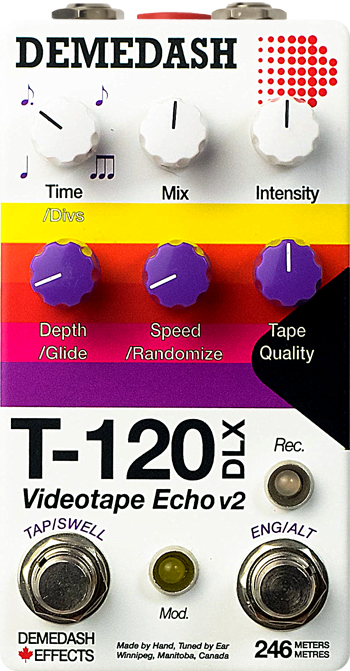 DEMEDASH
Time
/Divs
Mix
Intensity
Depth
/Glide
Speed
/Randomize
Tape
Quality
T-120 DLX
Videotape Echo v2
Rec.
TAP/SWELL
ENG/ALT
Mod.
DEMEDASH
EFFECTS
Made by Hand, Tuned by Ear
Winnipeg, Manitoba, Canada
246 METERS
METRES